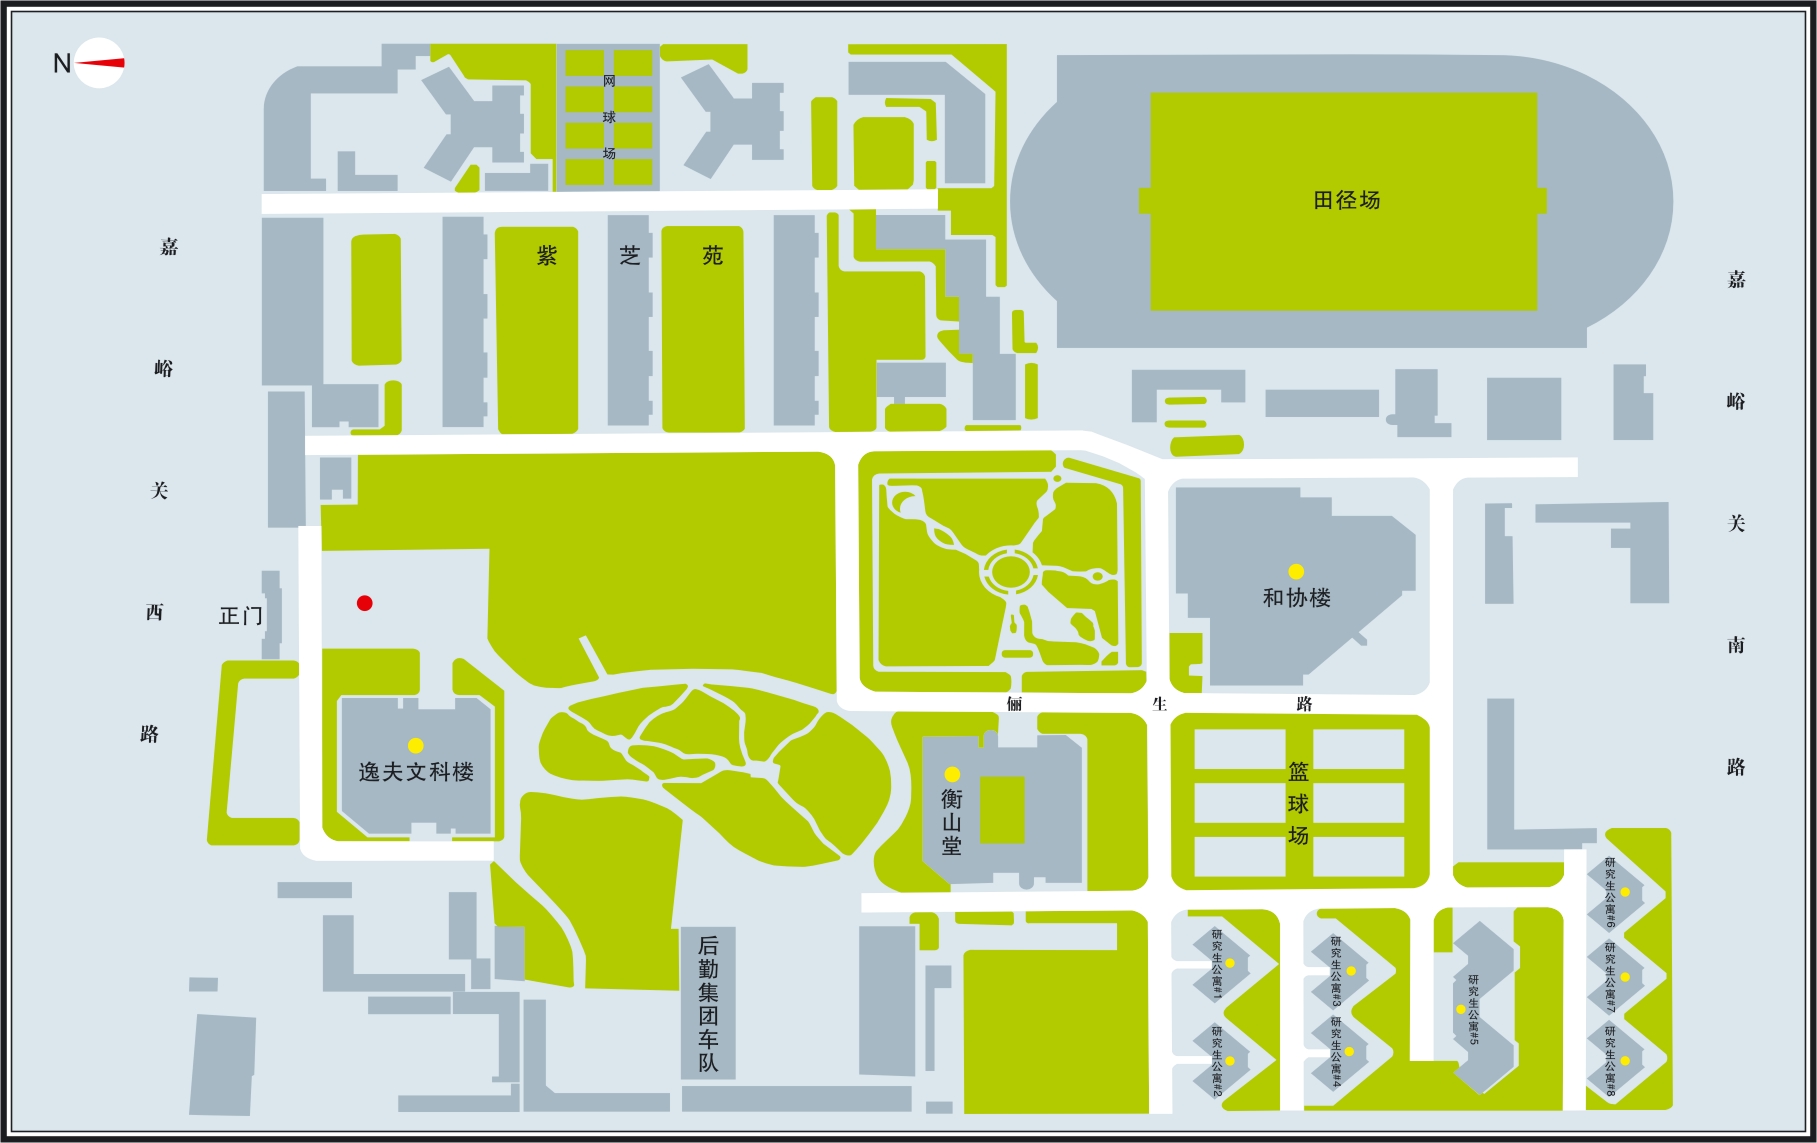 N
网球场
田径场
紫芝苑
嘉峪关西路
嘉峪关南路
正门
和协楼
俪生路
逸夫文科楼
衡山堂
篮球场
后勤集团车队
研究生公寓#1
研究生公寓#2
研究生公寓#3
研究生公寓#4
研究生公寓#5
研究生公寓#6
研究生公寓#7
研究生公寓#8